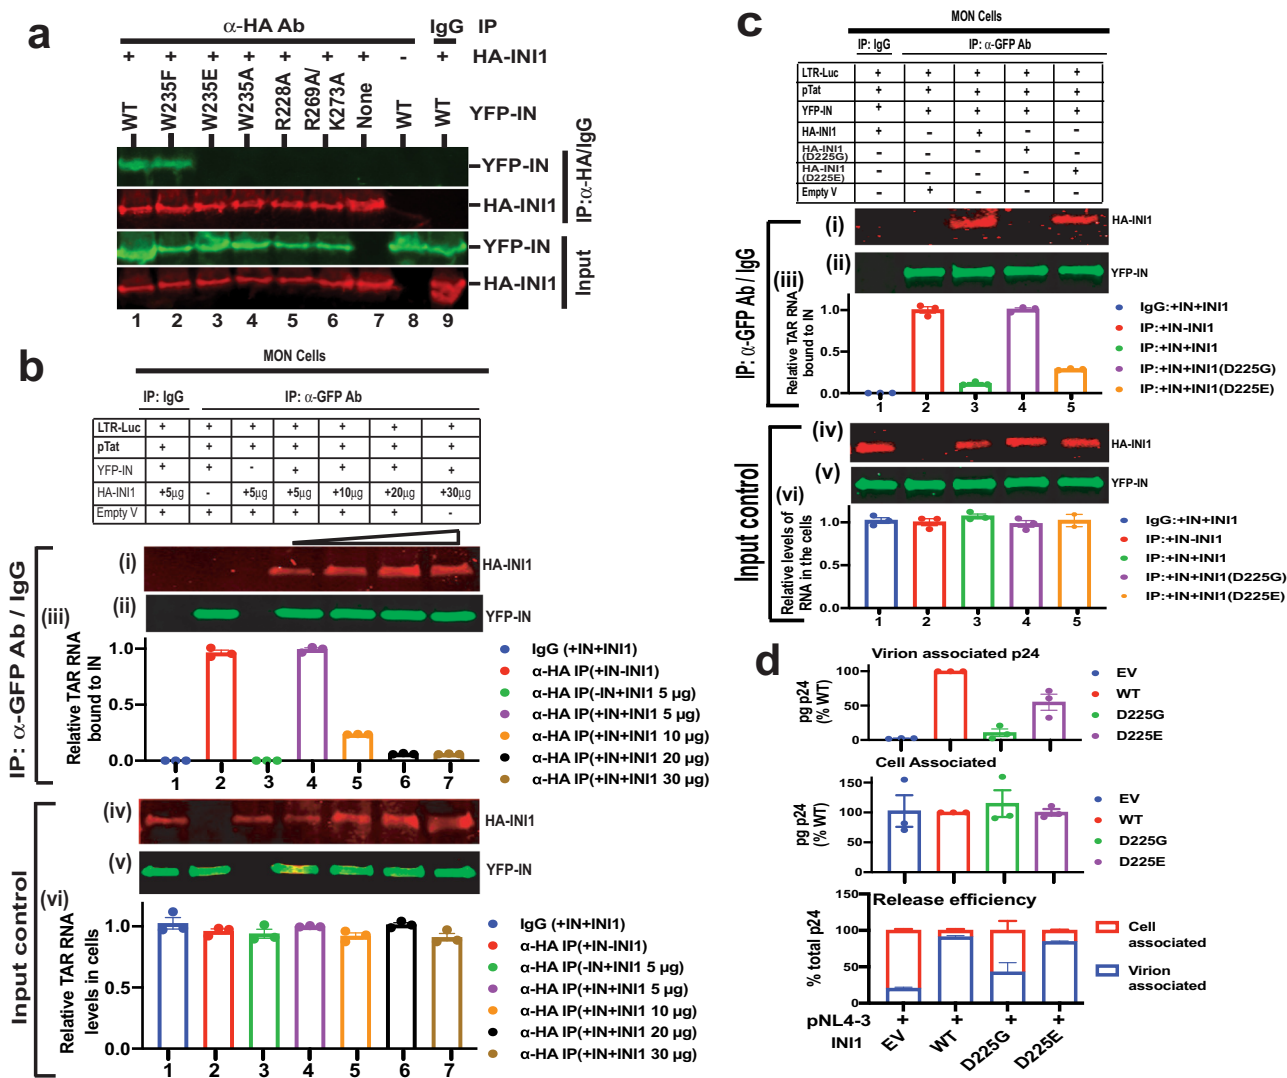 a
α-HA Ab
IgG
IP
+ + + + + + - +
HA-INI1
WT
W235F
W235E
W235A
R228A
R269A/
K273A
None
WT
WT
YFP-IN
YFP-IN
HA-INI1
IP:α-HA/IgG
YFP-IN
HA-INI1
Input
1 2 3 4 5 6 7 8 9
b
MON Cells
IP: IgG
IP: α-GFP Ab
LTR-Luc + + + + + + +
pTat + + + + + + +
YFP-IN + + - + + + +
HA-INI1 +5µg - +5µg +5µg +10µg +20µg +30µg
Empty V + + + + + + -
IP: α-GFP Ab / IgG
(i)
HA-INI1
(ii)
YFP-IN
(iii)
Relative TAR RNA
bound to IN
1.0
0.5
0.0
1 2 3 4 5 6 7
IgG (+IN+INI1)
α-HA IP(+IN-INI1)
α-HA IP(-IN+INI1 5 µg)
α-HA IP(+IN+INI1 5 µg)
α-HA IP(+IN+INI1 10 µg)
α-HA IP(+IN+INI1 20 µg)
α-HA IP(+IN+INI1 30 µg)
Input control
(iv)
HA-INI1
(v)
YFP-IN
(vi)
Relative TAR RNA
levels in cells
1.0
0.5
0.0
1 2 3 4 5 6 7
IgG (+IN+INI1)
α-HA IP(+IN-INI1)
α-HA IP(-IN+INI1 5 µg)
α-HA IP(+IN+INI1 5 µg)
α-HA IP(+IN+INI1 10 µg)
α-HA IP(+IN+INI1 20 µg)
α-HA IP(+IN+INI1 30 µg)
c
MON Cells
IP: IgG
IP: α-GFP Ab
LTR-Luc + + + + +
pTat + + + + +
YFP-IN + + + + +
HA-INI1 + - + - -
HA-INI1
(D225G) - - - + -
HA-INI1
(D225E) - - - - +
Empty V - + - - -
IP: α-GFP Ab / IgG
(i)
HA-INI1
(ii)
YFP-IN
(iii)
Relative TAR RNA
bound to IN
1.0
0.5
0.0
1 2 3 4 5
IgG:+IN+INI1
IP:+IN-INI1
IP:+IN+INI1
IP:+IN+INI1(D225G)
IP:+IN+INI1(D225E)
Input control
(iv)
HA-INI1
(v)
YFP-IN
(vi)
Relative levels of
RNA in the cells
1.0
0.5
0.0
1 2 3 4 5
IgG:+IN+INI1
IP:+IN-INI1
IP:+IN+INI1
IP:+IN+INI1(D225G)
IP:+IN+INI1(D225E)
d
Virion associated p24
pg p24
(% WT)
100
50
0
EV
WT
D225G
D225E
Cell Associated
pg p24
(% WT)
150
100
50
0
EV
WT
D225G
D225E
Release efficiency
% total p24
150
100
50
0
Cell
associated
Virion
associated
pNL4-3 + + + +
INI1 EV WT D225G D225E